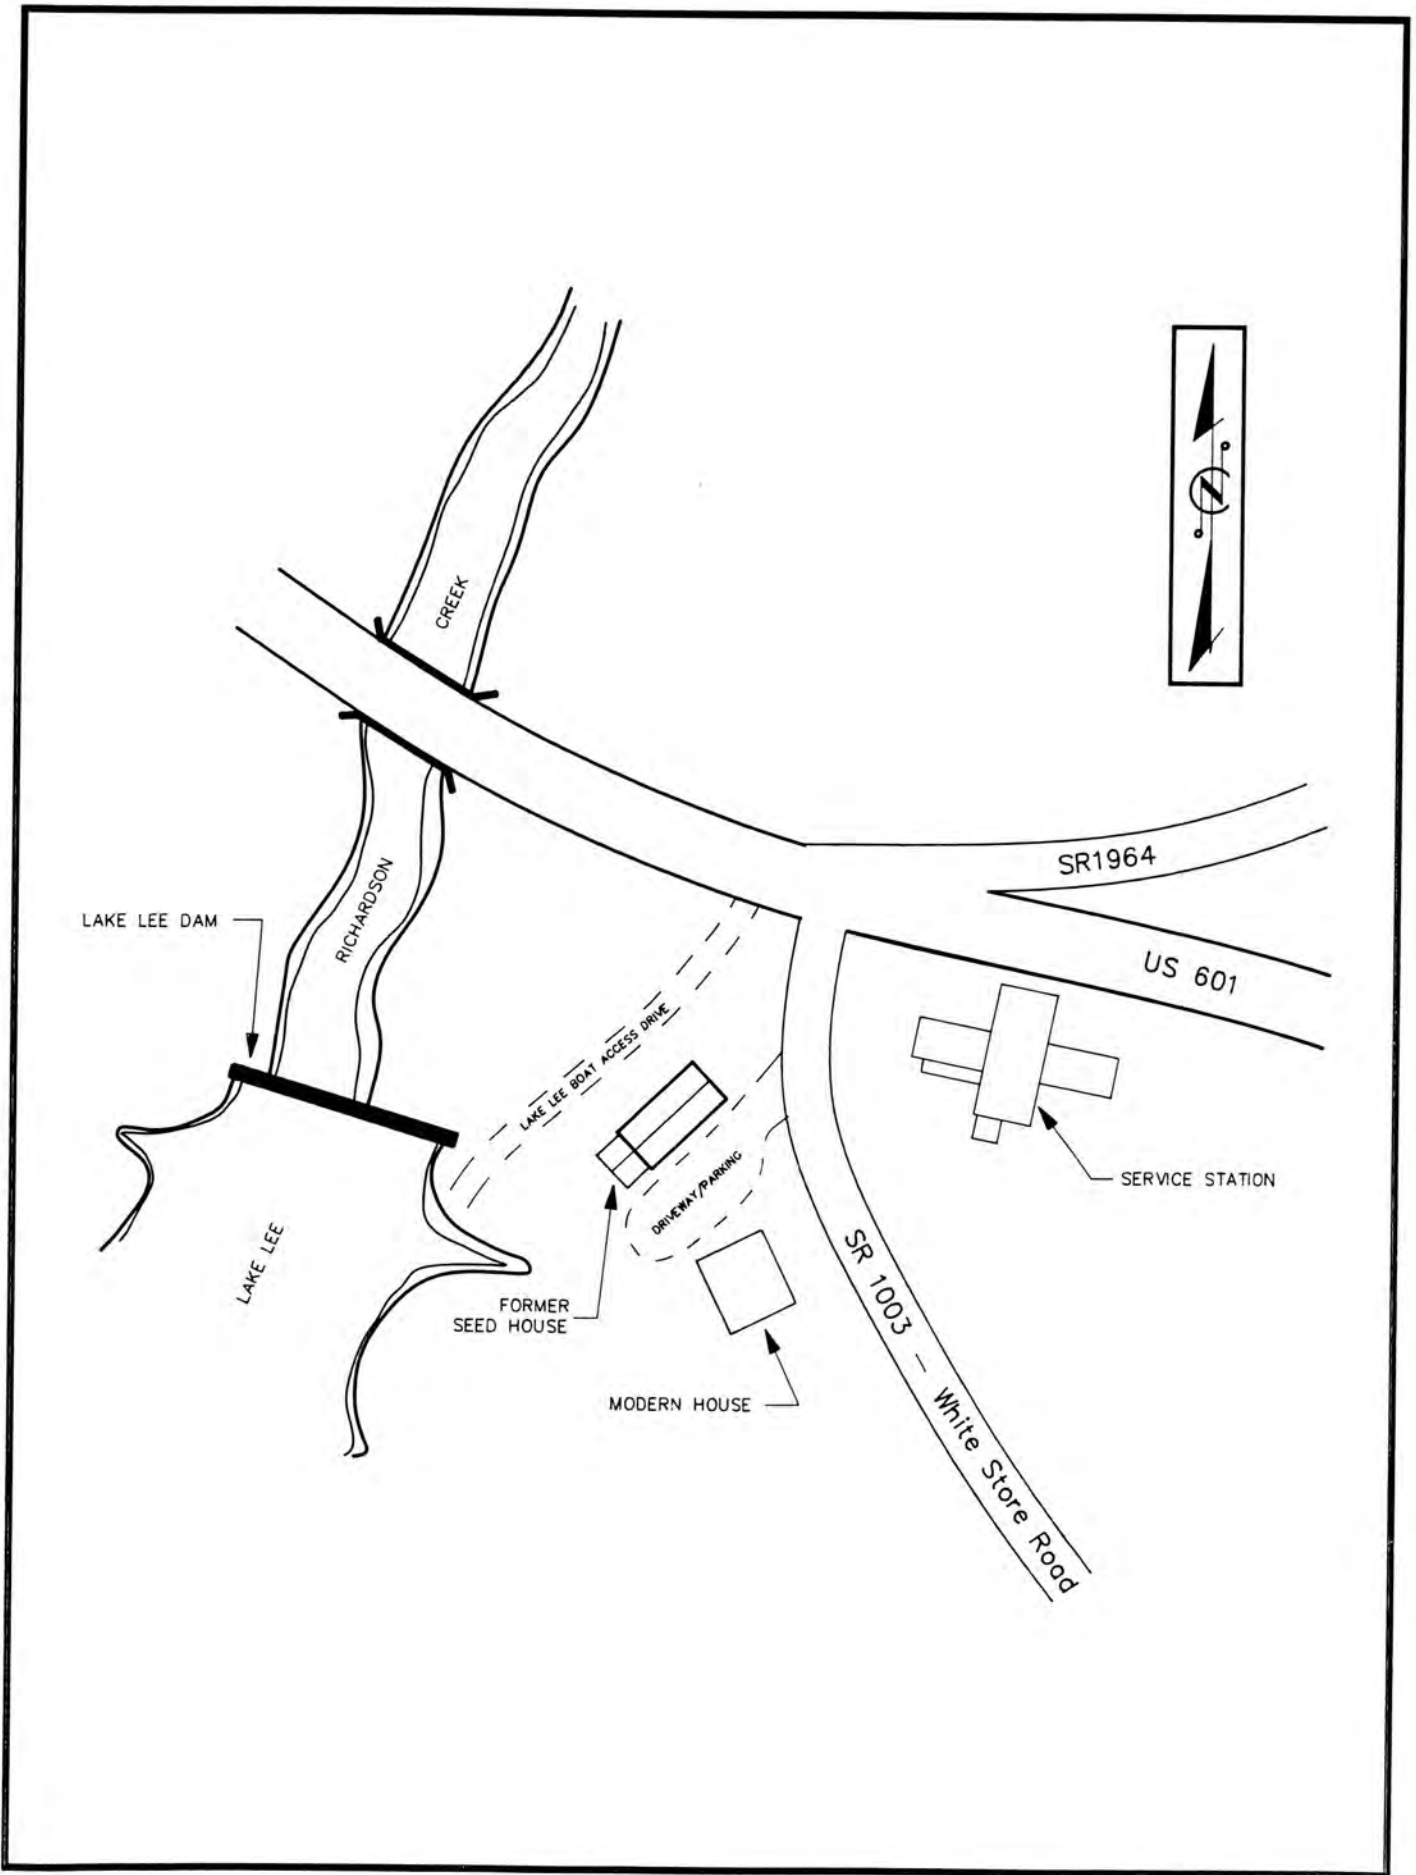 N
CREEK
SR1964
RICHARDSON
LAKE LEE DAM
US 601
LAKE LEE BOAT ACCESS DRIVE
DRIVEWAY/PARKING
SERVICE STATION
LAKE LEE
SR 1003 - White Store Road
FORMER
SEED HOUSE
MODERN HOUSE